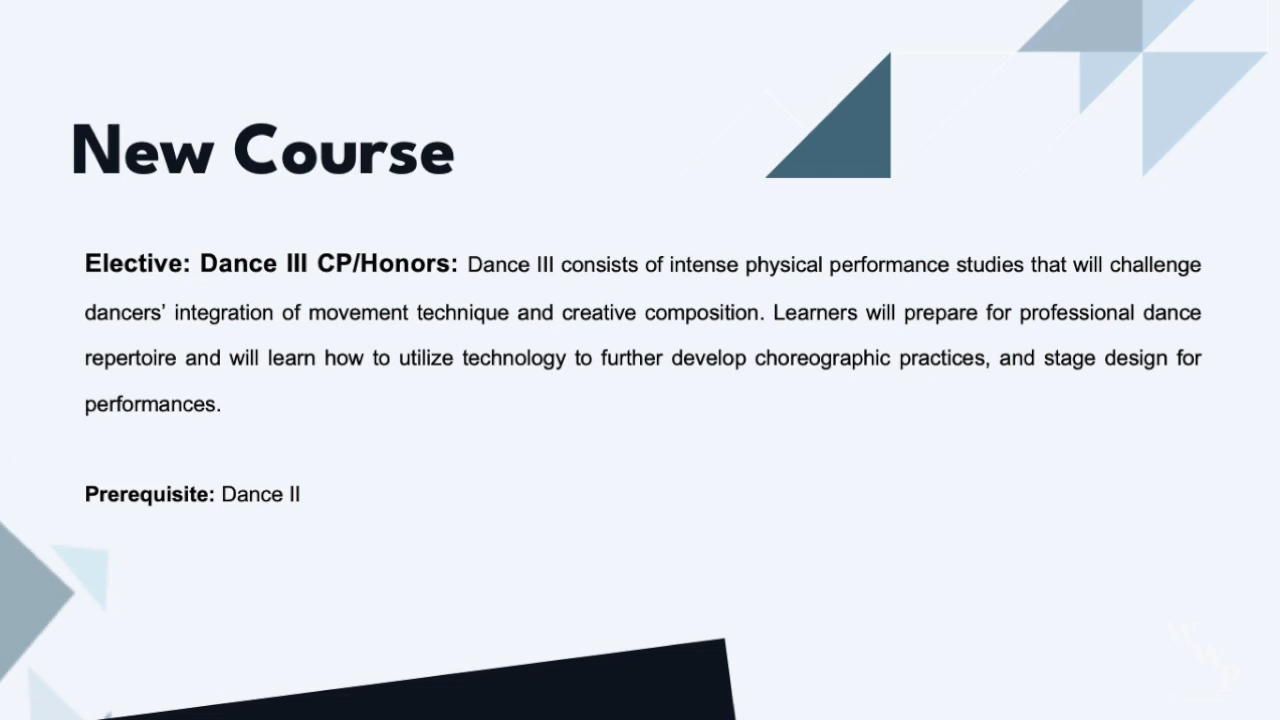 New Course
Elective: Dance III CP/Honors: Dance III consists of intense physical performance studies that will challenge
dancers’ integration of movement technique and creative composition. Learners will prepare for professional dance
repertoire and will learn how to utilize technology to further develop choreographic practices, and stage design for
performances.
Prerequisite: Dance II
WWP